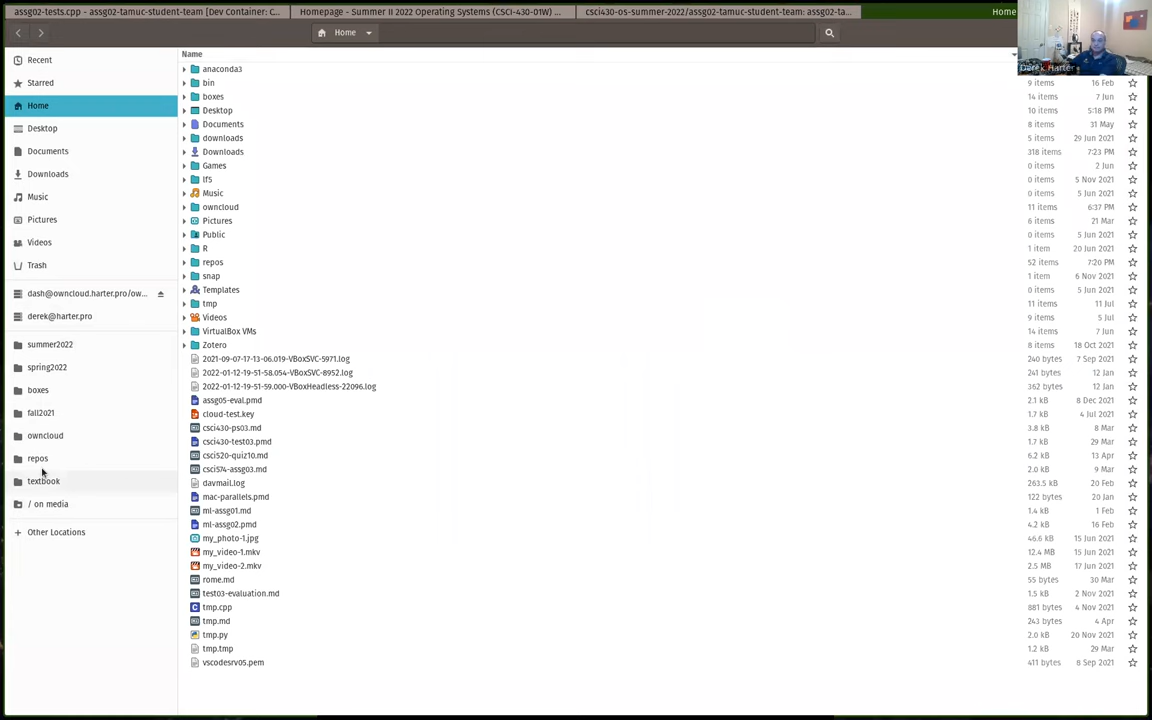 assg02-tests.cpp - assg02-tamuc-student-team [Dev Container: C...
Homepage - Summer II 2022 Operating Systems (CSCI-430-01W) ...
csci430-os-summer-2022/assg02-tamuc-student-team: assg02-ta...
Home
Home
Derek Harter
Recent
Starred
Home
Desktop
Documents
Downloads
Music
Pictures
Videos
Trash
dash@owncloud.harter.pro/ow...
derek@harter.pro
summer2022
spring2022
boxes
fall2021
owncloud
repos
textbook
/ on media
+ Other Locations
Name
anaconda3
bin 9 items 16 Feb
boxes 14 items 7 Jun
Desktop 10 items 5:18 PM
Documents 8 items 31 May
downloads 5 items 29 Jun 2021
Downloads 318 items 7:23 PM
Games 0 items 2 Jun
lf5 0 items 5 Nov 2021
Music 0 items 5 Jun 2021
owncloud 11 items 6:37 PM
Pictures 6 items 21 Mar
Public 0 items 5 Jun 2021
R 1 item 20 Jun 2021
repos 52 items 7:20 PM
snap 1 item 6 Nov 2021
Templates 0 items 5 Jun 2021
tmp 11 items 11 Jul
Videos 9 items 5 Jul
VirtualBox VMs 14 items 7 Jun
Zotero 8 items 18 Oct 2021
2021-09-07-17-13-06.019-VBoxSVC-5971.log 240 bytes 7 Sep 2021
2022-01-12-19-51-58.054-VBoxSVC-8952.log 241 bytes 12 Jan
2022-01-12-19-51-59.000-VBoxHeadless-22096.log 362 bytes 12 Jan
assg05-eval.pmd 2.1 kB 8 Dec 2021
cloud-test.key 1.7 kB 4 Jul 2021
csci430-ps03.md 3.8 kB 8 Mar
csci430-test03.pmd 1.7 kB 29 Mar
csci520-quiz10.md 6.2 kB 13 Apr
csci574-assg03.md 2.0 kB 9 Mar
davmail.log 263.5 kB 20 Feb
mac-parallels.pmd 122 bytes 20 Jan
ml-assg01.md 1.4 kB 1 Feb
ml-assg02.pmd 4.2 kB 16 Feb
my_photo-1.jpg 46.6 kB 15 Jun 2021
my_video-1.mkv 12.4 MB 15 Jun 2021
my_video-2.mkv 2.5 MB 17 Jun 2021
rome.md 55 bytes 30 Mar
test03-evaluation.md 1.5 kB 2 Nov 2021
tmp.cpp 881 bytes 4 Nov 2021
tmp.md 243 bytes 4 Apr
tmp.py 2.0 kB 20 Nov 2021
tmp.tmp 1.2 kB 29 Mar
vscodesrv05.pem 411 bytes 8 Sep 2021